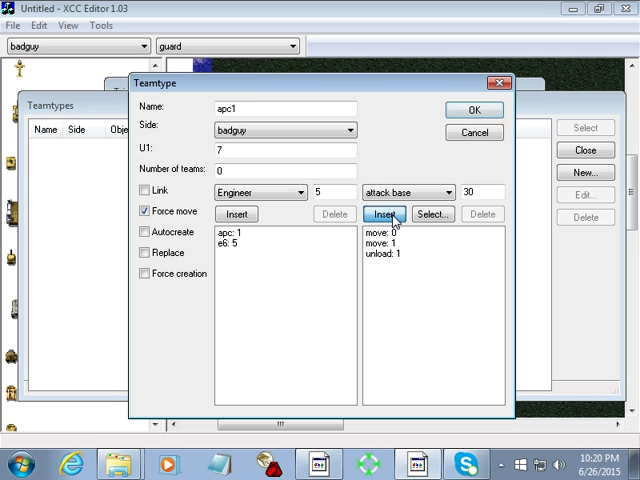 Untitled - XCC Editor 1.03
File Edit View Tools
badguy guard
Teamtype
Teamtypes
Name Side Obje
Name: apc1
Side: badguy
U1: 7
Number of teams: 0
Link Engineer 5 attack base 30
Force move Insert Delete Insert Select... Delete
Autocreate
Replace
Force creation
apc: 1
e6: 5
move: 0
move: 1
unload: 1
OK
Cancel
Select
Close
New...
Edit...
Delete
10:20 PM
6/26/2015